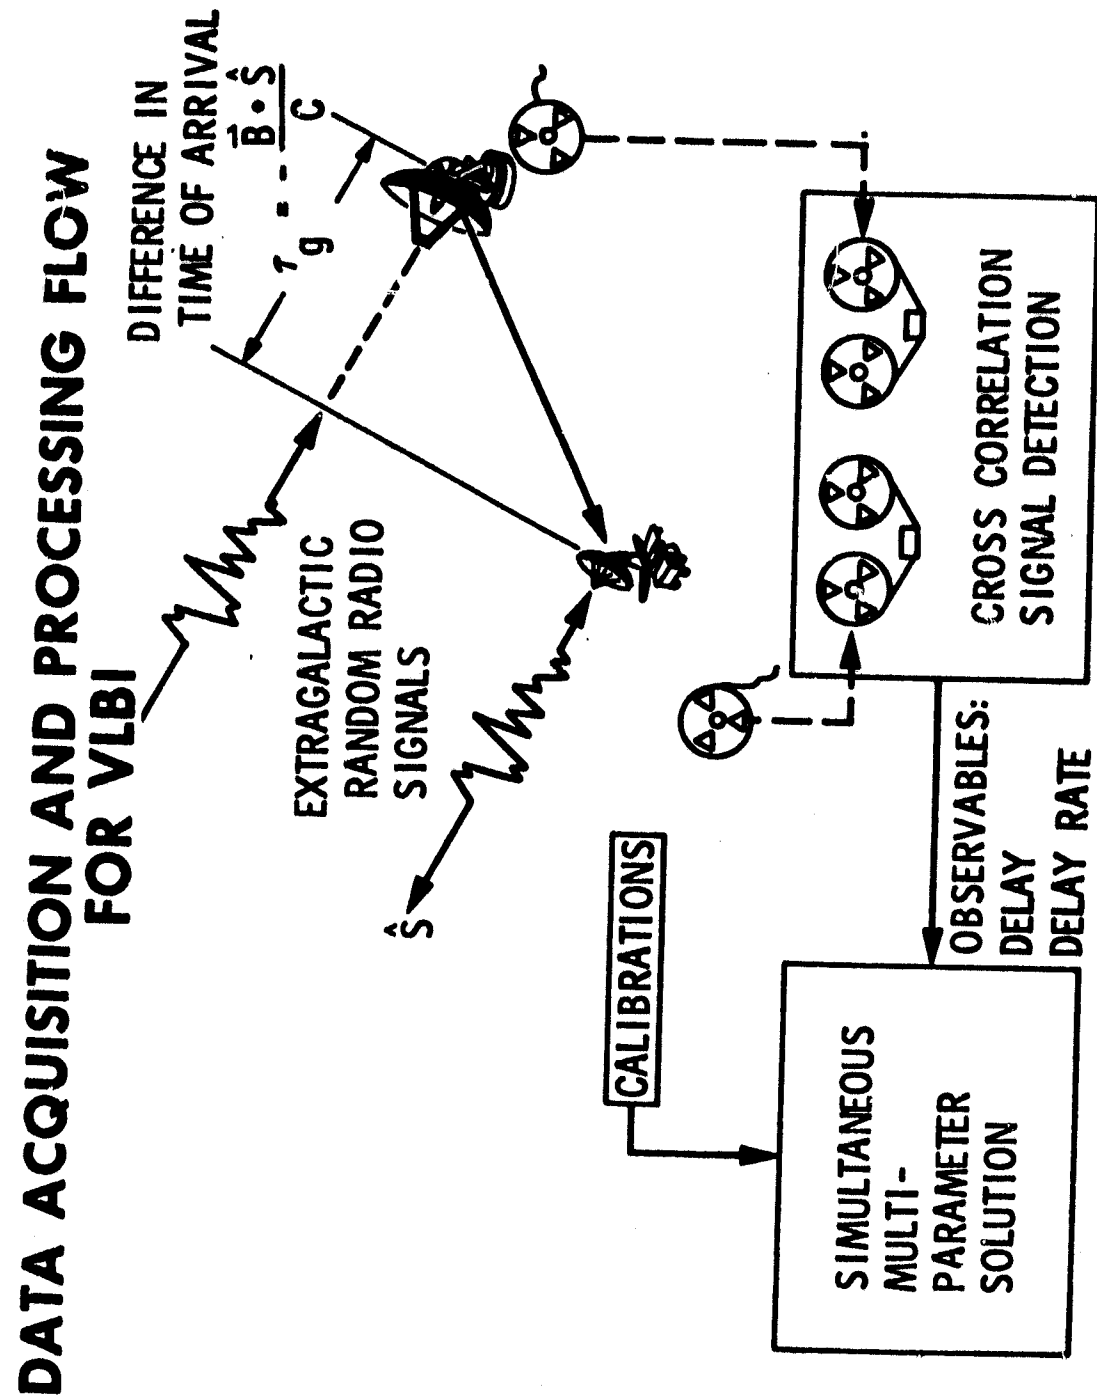 DATA ACQUISITION AND PROCESSING FLOW
FOR VLBI
DIFFERENCE IN
TIME OF ARRIVAL
τg = - B⃗ • Ŝ / C
EXTRAGALACTIC
RANDOM RADIO
SIGNALS
Ŝ
CALIBRATIONS
SIMULTANEOUS
MULTI-
PARAMETER
SOLUTION
OBSERVABLES:
DELAY
DELAY RATE
CROSS CORRELATION
SIGNAL DETECTION